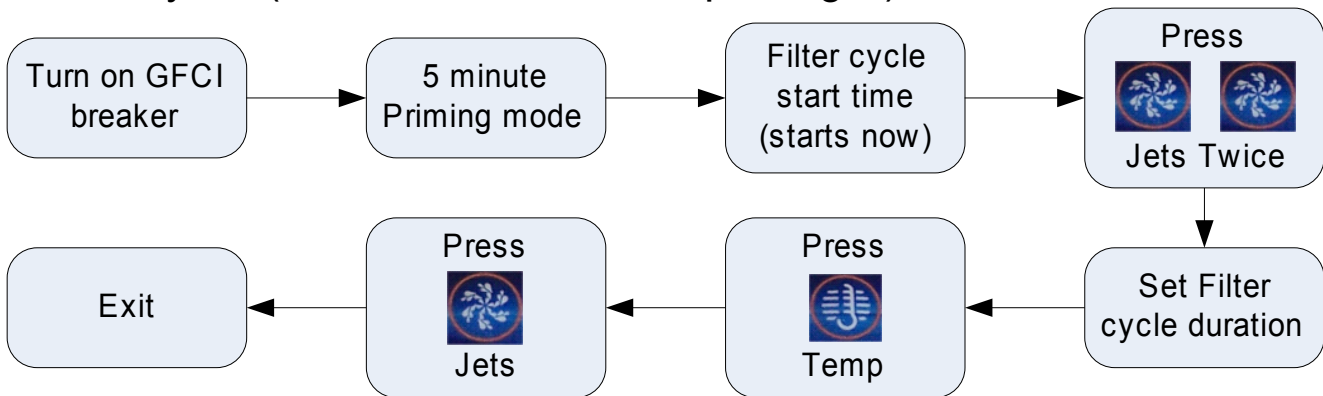 Turn on GFCI
breaker
5 minute
Priming mode
Filter cycle
start time
(starts now)
Press
Jets Twice
Set Filter
cycle duration
Press
Temp
Press
Jets
Exit